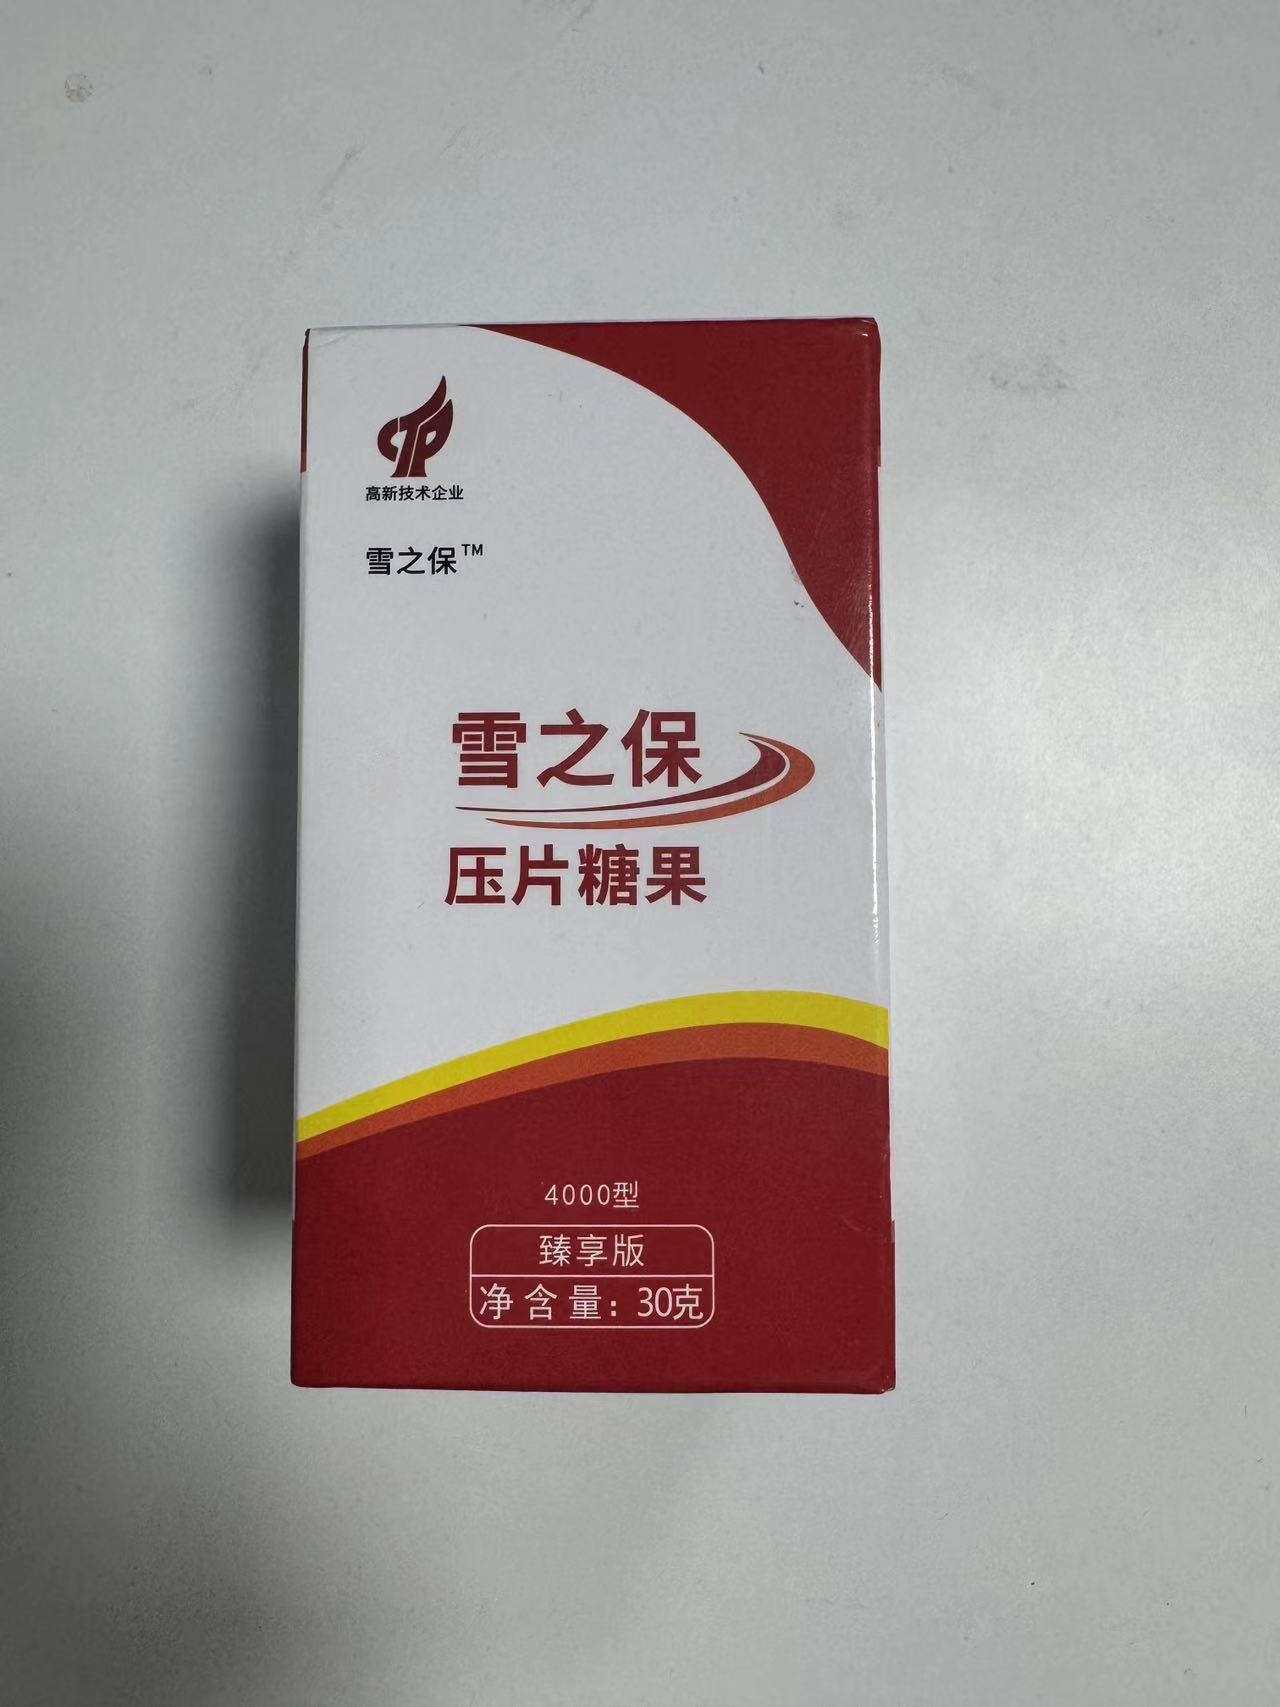 高新技术企业
雪之保™
雪之保
压片糖果
4000型
臻享版
净含量：30克